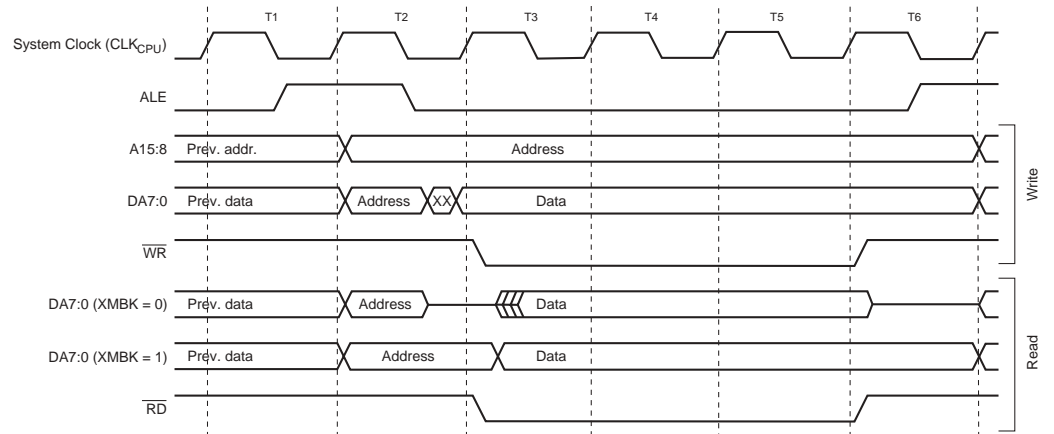 T1 T2 T3 T4 T5 T6
System Clock (CLKCPU)
ALE
A15:8 Prev. addr. Address
DA7:0 Prev. data Address XX Data
WR
Write
DA7:0 (XMBK = 0) Prev. data Address Data
DA7:0 (XMBK = 1) Prev. data Address Data
RD
Read